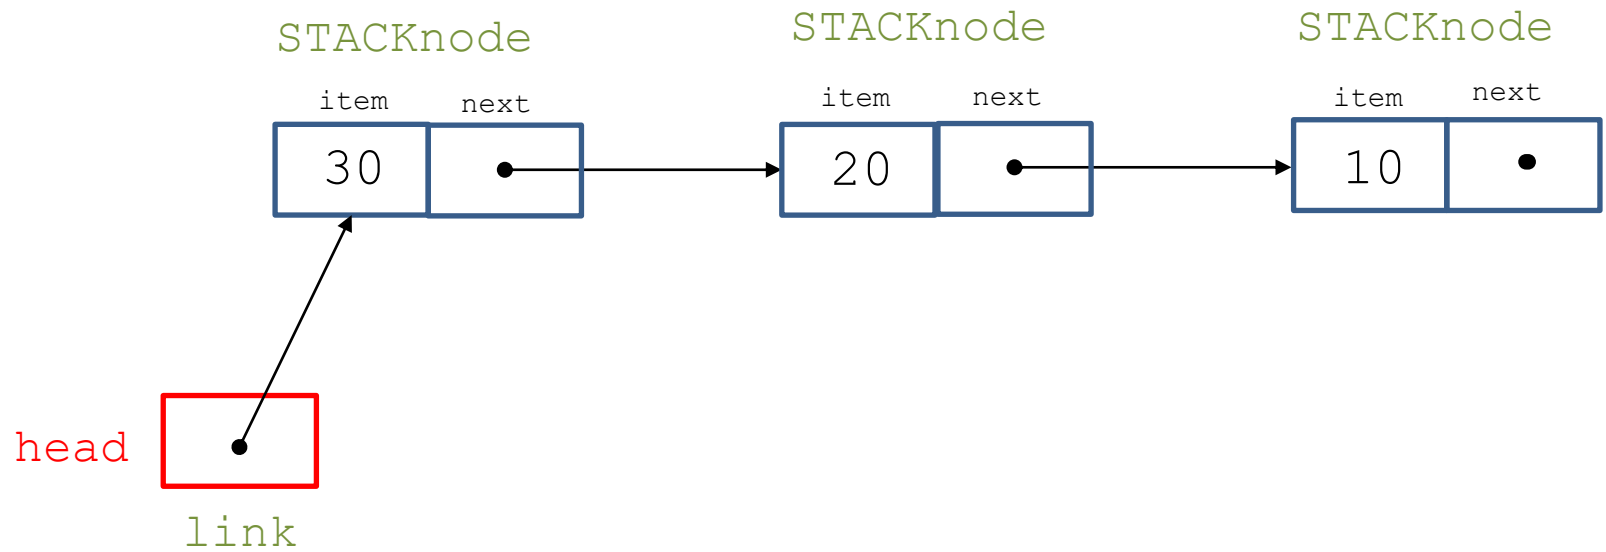 STACKnode STACKnode STACKnode
item next item next item next
30 20 10
head
link